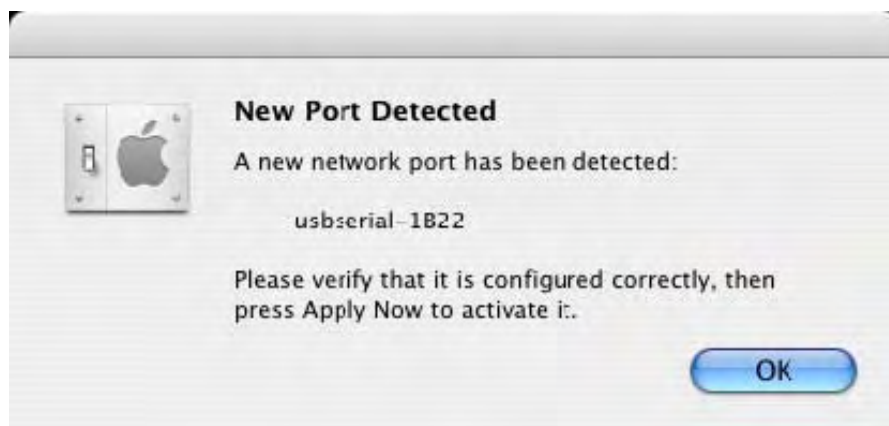 New Port Detected
A new network port has been detected:
usbserial-1B22
Please verify that it is configured correctly, then
press Apply Now to activate it.
OK